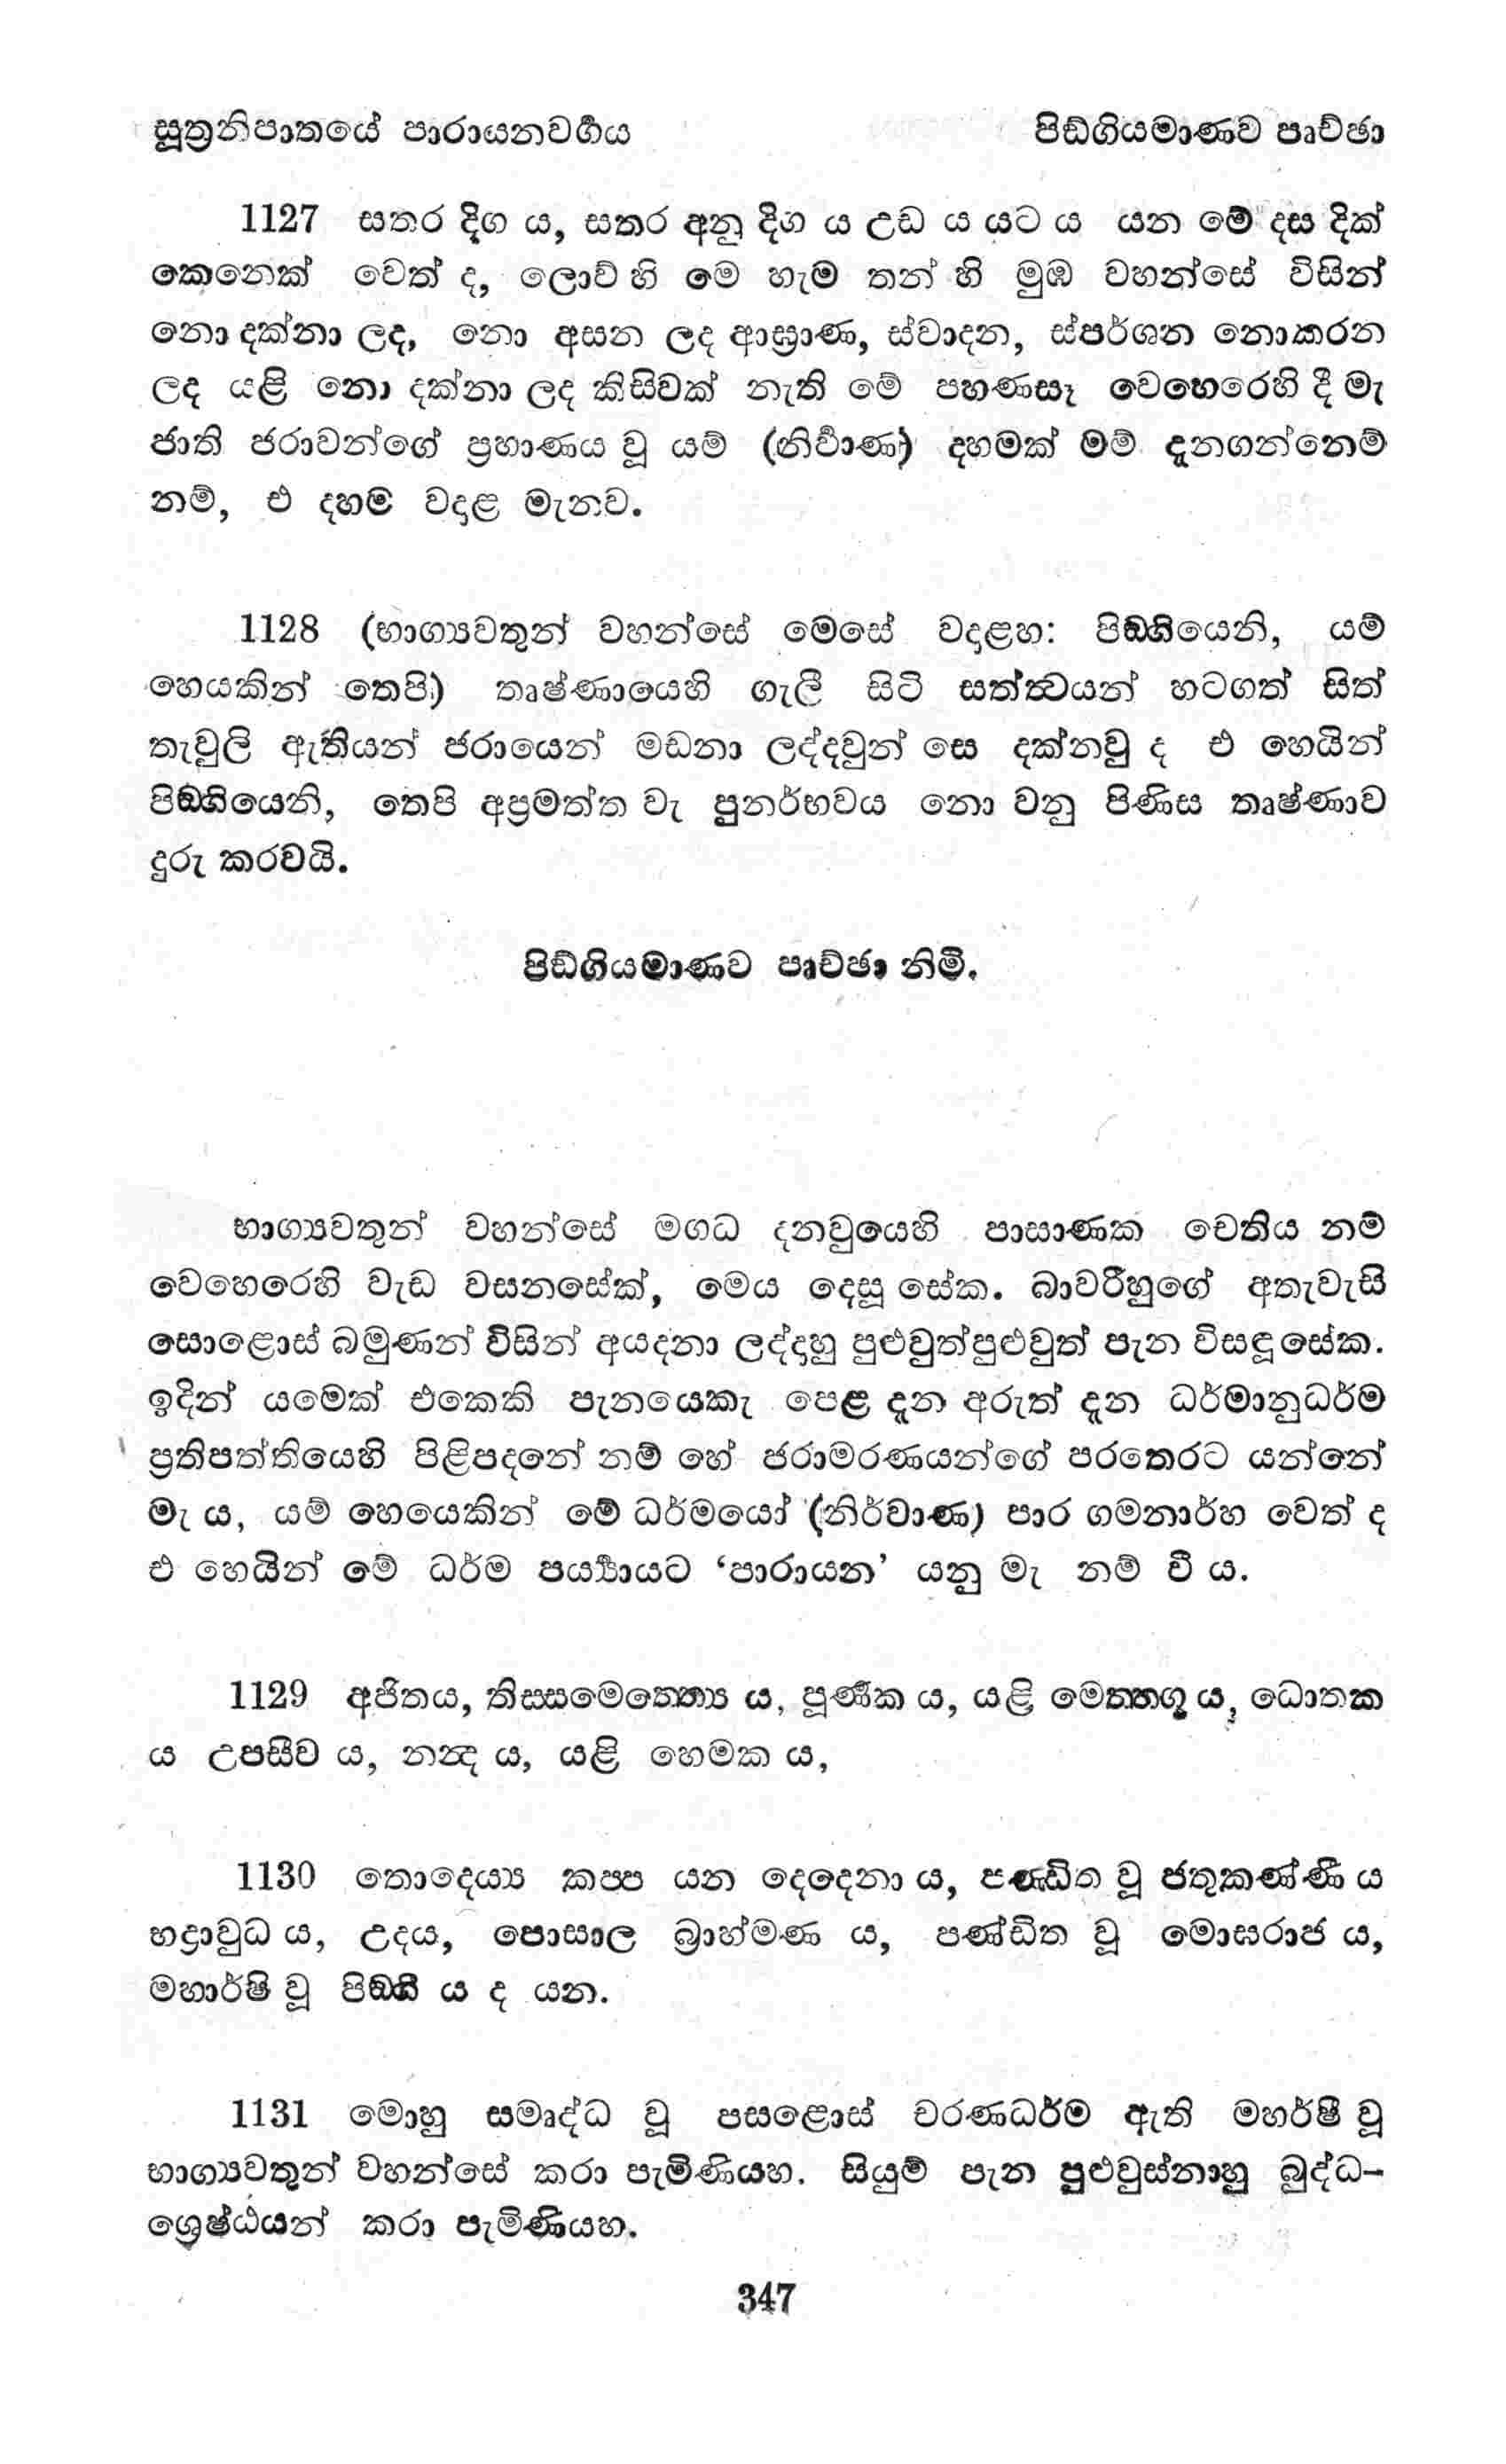 සූත්‍රනිපාතයේ පාරායනවර්‍ගය පිඩ්ගියමාණව පෘච්ඡා
1127 සතර දිග ය, සතර අනු දිග ය උඩ ය යට ය යන මේ දස දික්
කෙනෙක් වෙත් ද, ලොව් හි මෙ හැම තන් හි මුඹ වහන්සේ විසින්
නො දක්නා ලද, නො අසන ලද ආඝ්‍රාණ, ස්වාදන, ස්පර්ශන නොකරන
ලද යළි නො දක්නා ලද කිසිවක් නැති මේ පහණසෑ වෙහෙරෙහි දී මැ
ජාති ජරාවන්ගේ ප්‍රහාණය වූ යම් (නිර්‍වාණ) දහමක් මම් දැනගන්නෙම්
නම්, එ දහම වදාළ මැනව.
1128 (භාග්‍යවතුන් වහන්සේ මෙසේ වදාළහ: පිඞ්ගියෙනි, යම්
හෙයකින් තෙපි) තෘෂ්ණායෙහි ගැලී සිටි සත්ත්‍වයන් හටගත් සිත්
තැවුලි ඇතියන් ජරායෙන් මඩනා ලද්දවුන් සෙ දක්නවු ද එ හෙයින්
පිඞ්ගියෙනි, තෙපි අප්‍රමත්ත වැ පුනර්භවය නො වනු පිණිස තෘෂ්ණාව
දුරු කරවයි.
පිඩ්ගියමාණව පෘච්ඡා නිමි.
භාග්‍යවතුන් වහන්සේ මගධ දනවුයෙහි පාසාණක චෙතිය නම්
වෙහෙරෙහි වැඩ වසනසේක්, මෙය දෙසූ සේක. බාවරීහුගේ අතැවැසි
සොළොස් බමුණන් විසින් අයදනා ලද්දාහු පුළුවුත්පුළුවුත් පැන විසඳූසේක.
ඉදින් යමෙක් එකෙකි පැනයෙකැ පෙළ දැන අරුත් දැන ධර්මානුධර්ම
ප්‍රතිපත්තියෙහි පිළිපදනේ නම් හේ ජරාමරණයන්ගේ පරතෙරට යන්නේ
මැ ය, යම් හෙයෙකින් මේ ධර්මයෝ (නිර්වාණ) පාර ගමනාර්හ වෙත් ද
එ හෙයින් මේ ධර්ම පර්‍ය්‍යායට ‘පාරායන’ යනු මැ නම් වී ය.
1129 අජිතය, තිස්සමෙත්තෙය්‍ය ය, පූර්‍ණක ය, යළි මෙත්තගූ ය, ධොතක
ය උපසීව ය, නන්‍ද ය, යළි හෙමක ය,
1130 තොදෙය්‍ය කප්ප යන දෙදෙනා ය, පණ්ඩිත වූ ජතුකණ්ණී ය
භද්‍රාවුධ ය, උදය, පොසාල බ්‍රාහ්මණ ය, පණ්ඩිත වූ මොඝරාජ ය,
මහාර්ෂි වූ පිඞ්ගි ය ද යන.
1131 මොහු සමෘද්ධ වූ පසළොස් චරණධර්ම ඇති මහර්ෂී වූ
භාග්‍යවතුන් වහන්සේ කරා පැමිණියහ. සියුම් පැන පුළුවුස්නාහු බුද්ධ-
ශ්‍රෙෂ්ඨයන් කරා පැමිණියහ.
347